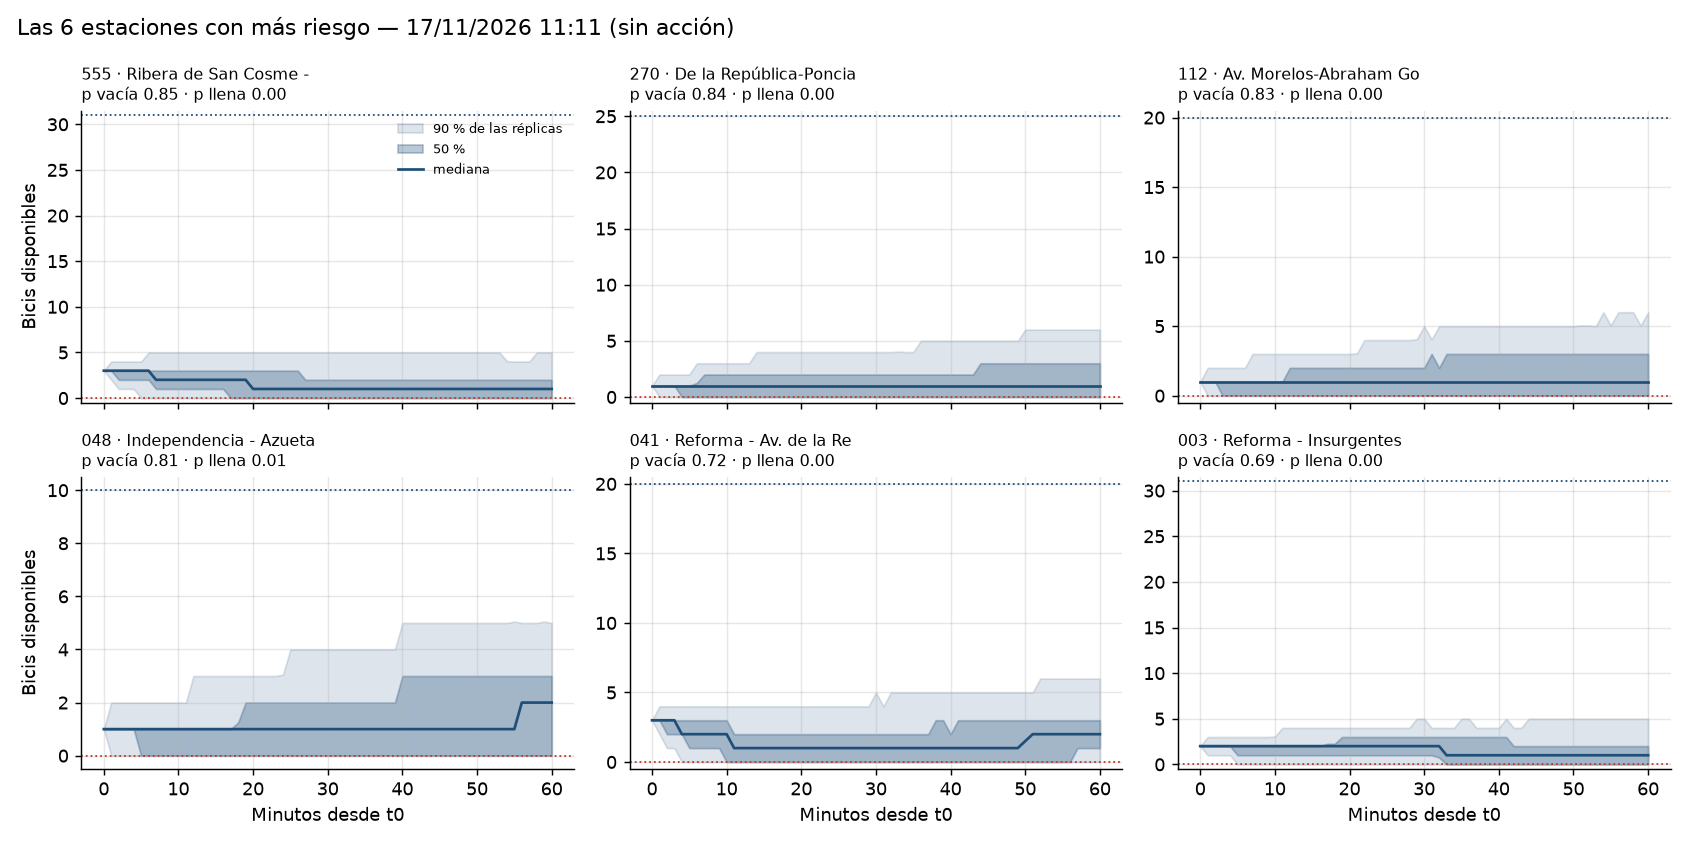 Las 6 estaciones con más riesgo — 17/11/2026 11:11 (sin acción)
555 · Ribera de San Cosme -
p vacía 0.85 · p llena 0.00
Bicis disponibles
30
25
20
15
10
5
0
90 % de las réplicas
50 %
mediana
270 · De la República-Poncia
p vacía 0.84 · p llena 0.00
25
20
15
10
5
0
112 · Av. Morelos-Abraham Go
p vacía 0.83 · p llena 0.00
20
15
10
5
0
048 · Independencia - Azueta
p vacía 0.81 · p llena 0.01
Bicis disponibles
10
8
6
4
2
0
0 10 20 30 40 50 60
Minutos desde t0
041 · Reforma - Av. de la Re
p vacía 0.72 · p llena 0.00
20
15
10
5
0
0 10 20 30 40 50 60
Minutos desde t0
003 · Reforma - Insurgentes
p vacía 0.69 · p llena 0.00
30
25
20
15
10
5
0
0 10 20 30 40 50 60
Minutos desde t0